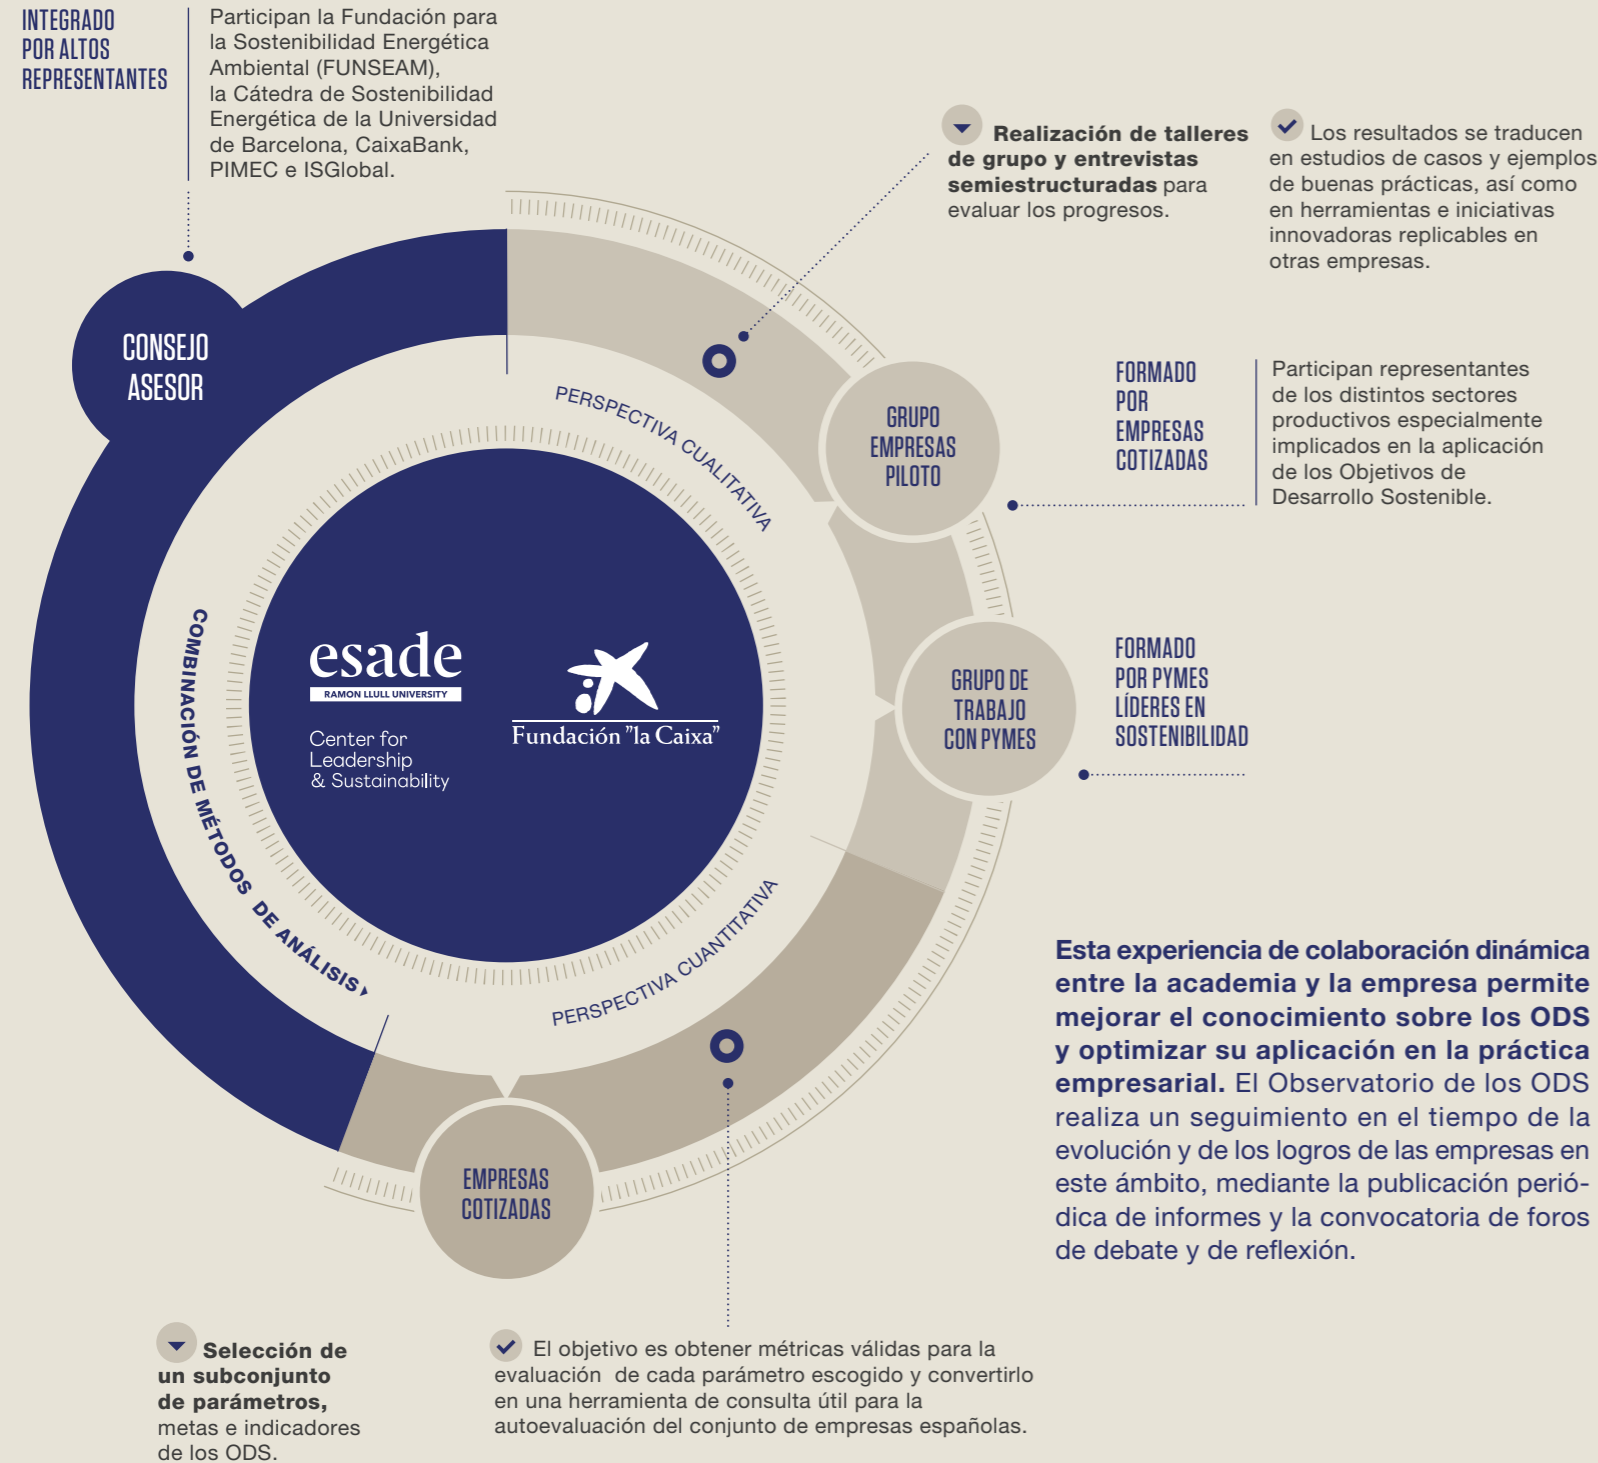 INTEGRADO
POR ALTOS
REPRESENTANTES
Participan la Fundación para
la Sostenibilidad Energética
Ambiental (FUNSEAM),
la Cátedra de Sostenibilidad
Energética de la Universidad
de Barcelona, CaixaBank,
PIMEC e ISGlobal.
Realización de talleres
de grupo y entrevistas
semiestructuradas para
evaluar los progresos.
Los resultados se traducen
en estudios de casos y ejemplos
de buenas prácticas, así como
en herramientas e iniciativas
innovadoras replicables en
otras empresas.
CONSEJO
ASESOR
PERSPECTIVA CUALITATIVA
GRUPO
EMPRESAS
PILOTO
FORMADO
POR
EMPRESAS
COTIZADAS
Participan representantes
de los distintos sectores
productivos especialmente
implicados en la aplicación
de los Objetivos de
Desarrollo Sostenible.
COMBINACIÓN DE MÉTODOS DE ANÁLISIS
esade
RAMON LLULL UNIVERSITY
Center for
Leadership
& Sustainability
Fundación "la Caixa"
GRUPO DE
TRABAJO
CON PYMES
FORMADO
POR PYMES
LÍDERES EN
SOSTENIBILIDAD
PERSPECTIVA CUANTITATIVA
EMPRESAS
COTIZADAS
Esta experiencia de colaboración dinámica
entre la academia y la empresa permite
mejorar el conocimiento sobre los ODS
y optimizar su aplicación en la práctica
empresarial. El Observatorio de los ODS
realiza un seguimiento en el tiempo de la
evolución y de los logros de las empresas en
este ámbito, mediante la publicación perió-
dica de informes y la convocatoria de foros
de debate y de reflexión.
Selección de
un subconjunto
de parámetros,
metas e indicadores
de los ODS.
El objetivo es obtener métricas válidas para la
evaluación de cada parámetro escogido y convertirlo
en una herramienta de consulta útil para la
autoevaluación del conjunto de empresas españolas.